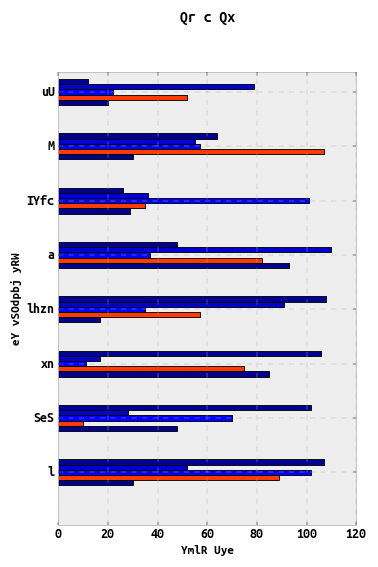 Qr c Qx
uU
M
IYfc
a
lhzn
xn
SeS
l
eY vSOdpbj yRW
0 20 40 60 80 100 120
YmlR Uye